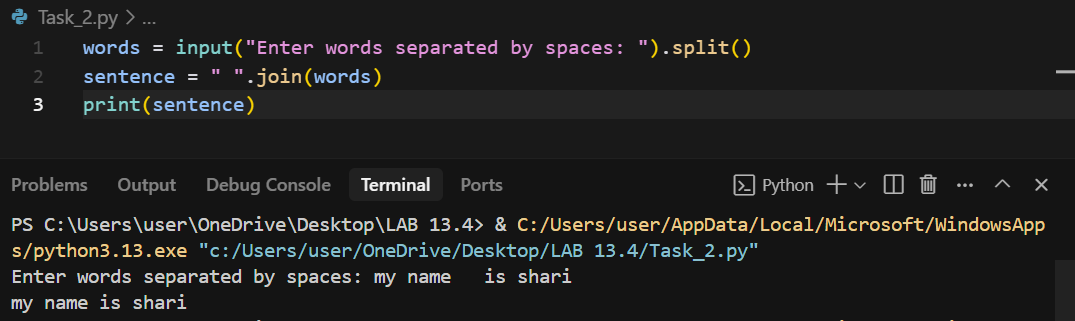 Task_2.py > ...
1 words = input("Enter words separated by spaces: ").split()
2 sentence = " ".join(words)
3 print(sentence)
Problems Output Debug Console Terminal Ports Python
PS C:\Users\user\OneDrive\Desktop\LAB 13.4> & C:/Users/user/AppData/Local/Microsoft/WindowsApp
s/python3.13.exe "c:/Users/user/OneDrive/Desktop/LAB 13.4/Task_2.py"
Enter words separated by spaces: my name   is shari
my name is shari